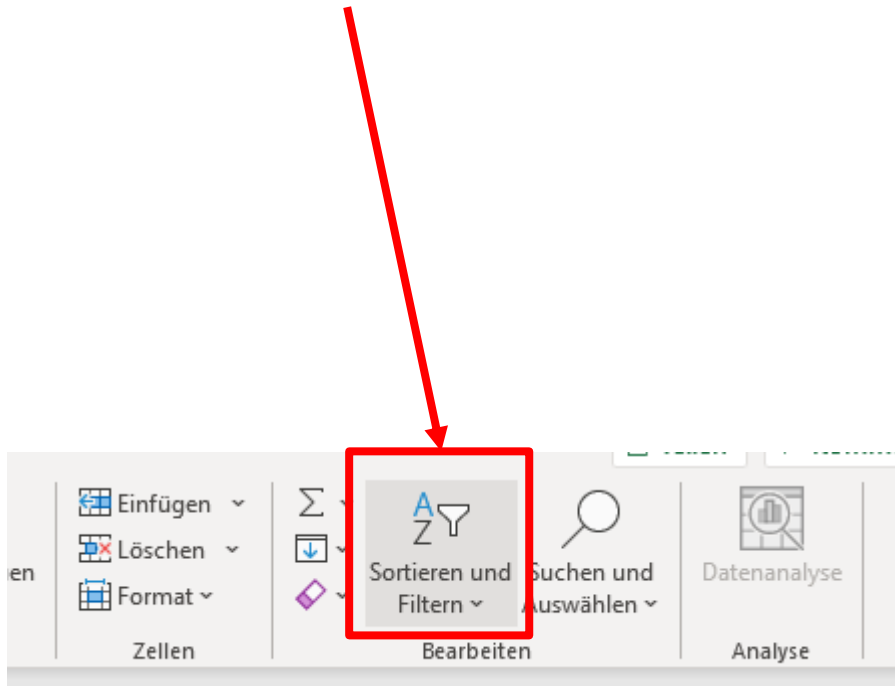 Einfügen
Löschen
Format
Zellen
Σ
A
Z
Sortieren und
Filtern
Suchen und
Auswählen
Bearbeiten
Datenanalyse
Analyse